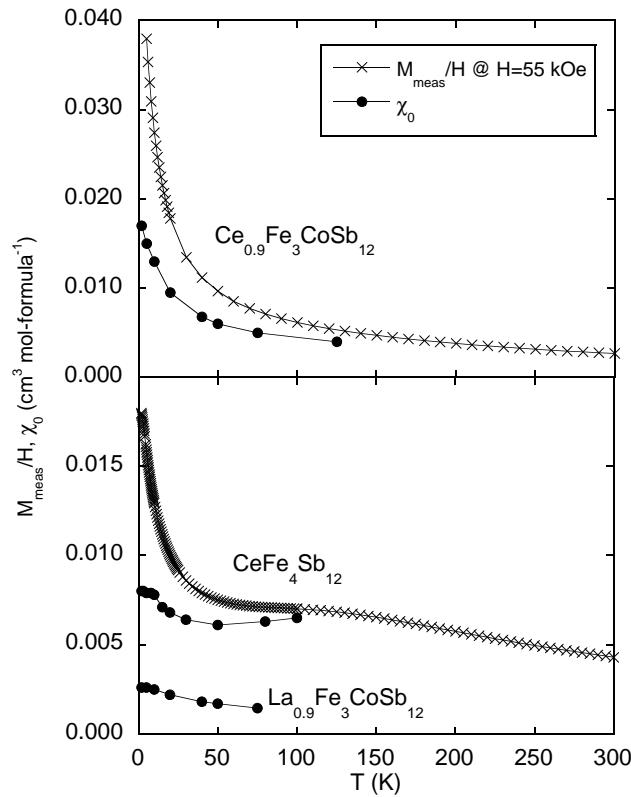 0.040
M_meas/H @ H=55 kOe
χ_0
0.030
0.020
Ce_0.9Fe_3CoSb_12
0.010
0.000
M_meas/H, χ_0 (cm^3 mol-formula^-1)
0.015
0.010
CeFe_4Sb_12
0.005
La_0.9Fe_3CoSb_12
0.000
0 50 100 150 200 250 300
T (K)